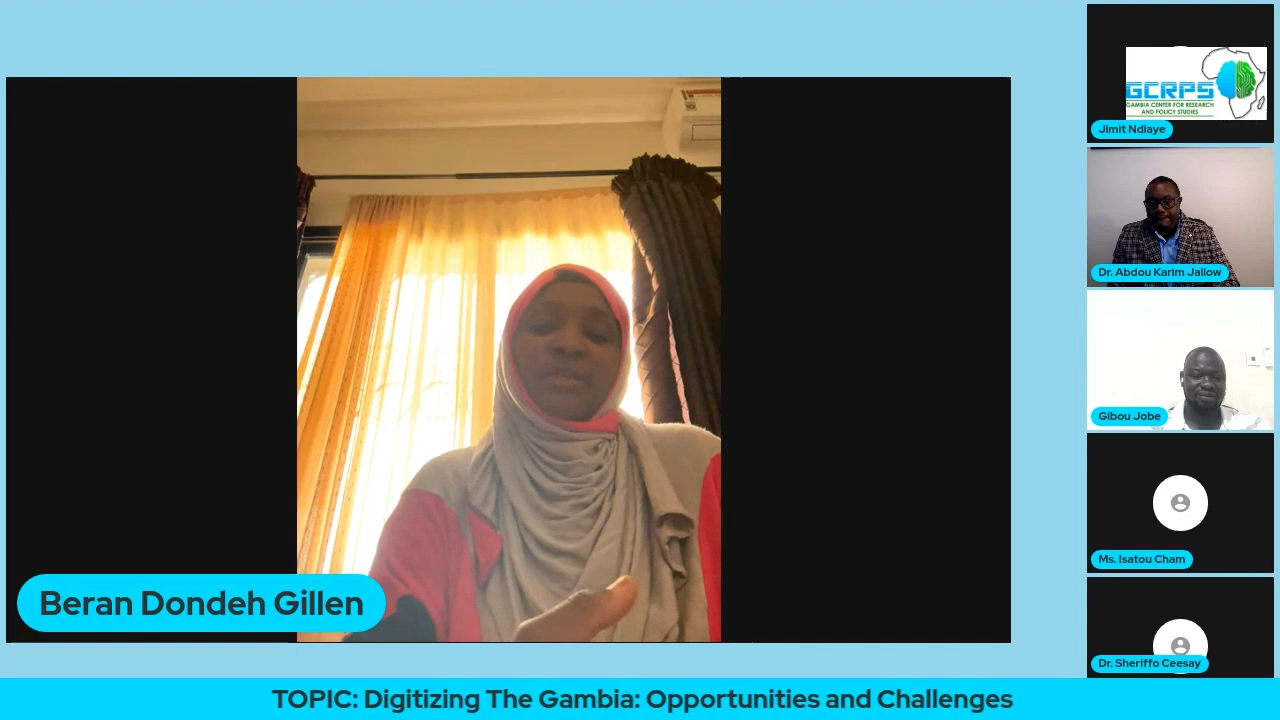 GCRPS
GAMBIA CENTER FOR RESEARCH
AND POLICY STUDIES
Jimit Ndiaye
Dr. Abdou Karim Jallow
Gibou Jobe
Ms. Isatou Cham
Dr. Sheriffo Ceesay
Beran Dondeh Gillen
TOPIC: Digitizing The Gambia: Opportunities and Challenges